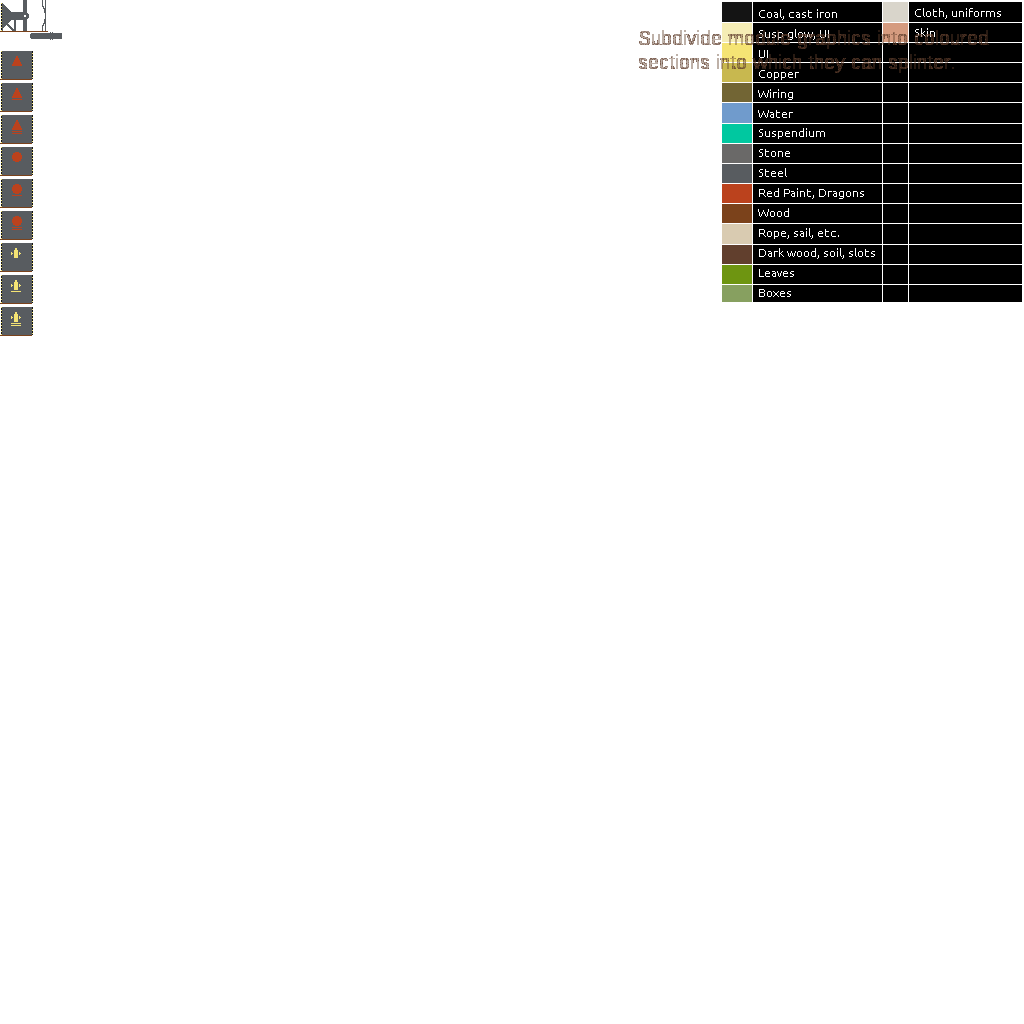 Coal, cast iron
Cloth, uniforms
Susp glow, UI
Skin
Subdivide module graphics into coloured
sections into which they can splinter.
UI
Copper
Wiring
Water
Suspendium
Stone
Steel
Red Paint, Dragons
Wood
Rope, sail, etc.
Dark wood, soil, slots
Leaves
Boxes